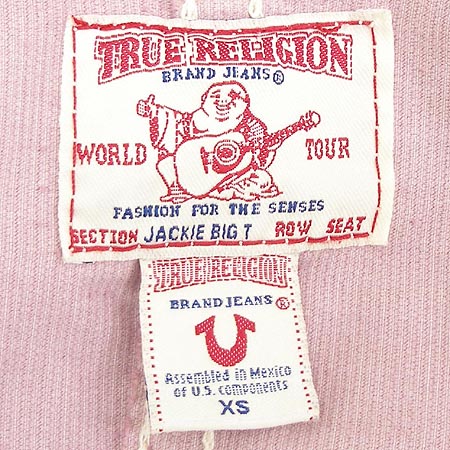 TRUE RELIGION
BRAND JEANS®
WORLD TOUR
FASHION FOR THE SENSES
SECTION JACKIE BIG T ROW SEAT
TRUE RELIGION
BRAND JEANS®
Assembled in Mexico
of U.S. Components
XS